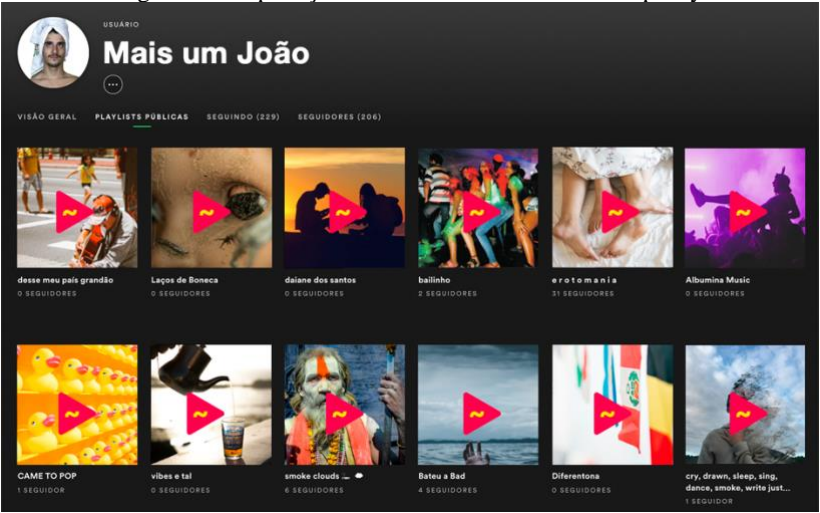 USUÁRIO
Mais um João
VISÃO GERAL PLAYLISTS PÚBLICAS SEGUINDO (229) SEGUIDORES (206)
desse meu país grandão
0 SEGUIDORES
Laços de Boneca
0 SEGUIDORES
daiane dos santos
0 SEGUIDORES
bailinho
2 SEGUIDORES
e r o t o m a n i a
31 SEGUIDORES
Albumina Music
0 SEGUIDORES
CAME TO POP
1 SEGUIDOR
vibes e tal
0 SEGUIDORES
smoke clouds
6 SEGUIDORES
Bateu a Bad
4 SEGUIDORES
Diferentona
0 SEGUIDORES
cry, drawn, sleep, sing,
dance, smoke, write just...
1 SEGUIDOR